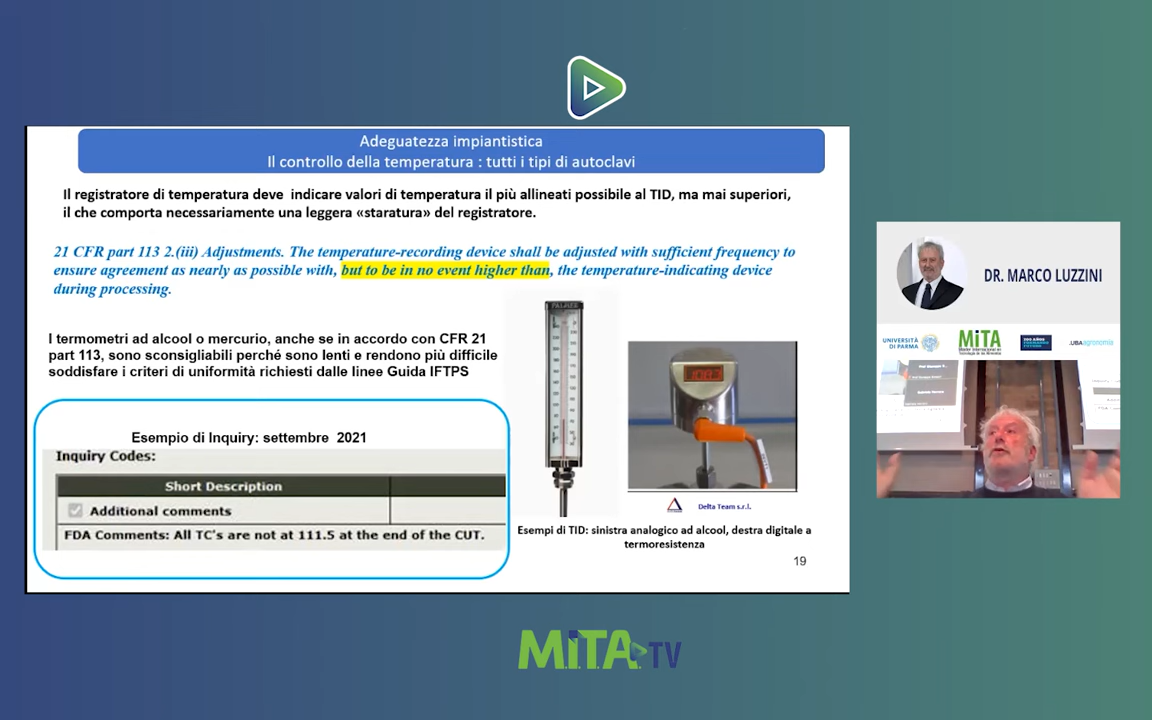 Adeguatezza impiantistica
Il controllo della temperatura : tutti i tipi di autoclavi
Il registratore di temperatura deve indicare valori di temperatura il più allineati possibile al TID, ma mai superiori,
il che comporta necessariamente una leggera «staratura» del registratore.
21 CFR part 113 2.(iii) Adjustments. The temperature-recording device shall be adjusted with sufficient frequency to
ensure agreement as nearly as possible with, but to be in no event higher than, the temperature-indicating device
during processing.
I termometri ad alcool o mercurio, anche se in accordo con CFR 21
part 113, sono sconsigliabili perché sono lenti e rendono più difficile
soddisfare i criteri di uniformità richiesti dalle linee Guida IFTPS
Esempio di Inquiry: settembre 2021
Inquiry Codes:
Short Description
Additional comments
FDA Comments: All TC's are not at 111.5 at the end of the CUT.
PALMER
Delta Team s.r.l.
Esempi di TID: sinistra analogico ad alcool, destra digitale a
termoresistenza
19
DR. MARCO LUZZINI
UNIVERSITÀ
DI PARMA
MiTA
.UBAagronomia
M.i.T.A. TV